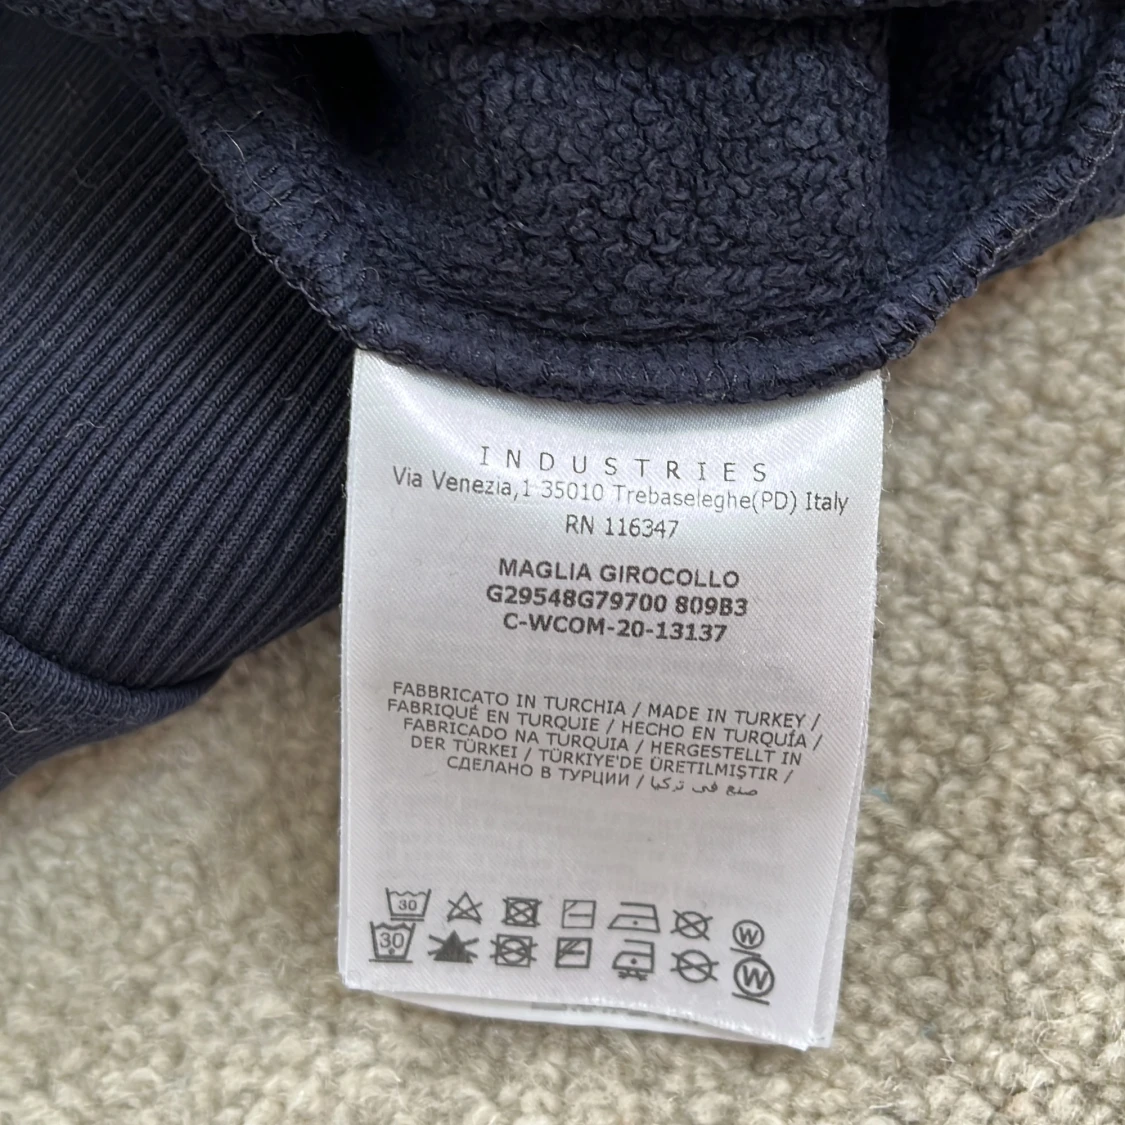 INDUSTRIES
Via Venezia,1 35010 Trebaseleghe(PD) Italy
RN 116347
MAGLIA GIROCOLLO
G29548G79700 809B3
C-WCOM-20-13137
FABBRICATO IN TURCHIA / MADE IN TURKEY /
FABRIQUÉ EN TURQUIE / HECHO EN TURQUÍA /
FABRICADO NA TURQUIA / HERGESTELLT IN
DER TÜRKEI / TÜRKIYE'DE ÜRETILMIŞTIR /
СДЕЛАНО В ТУРЦИИ / صنع في تركيا
30 W
30 W